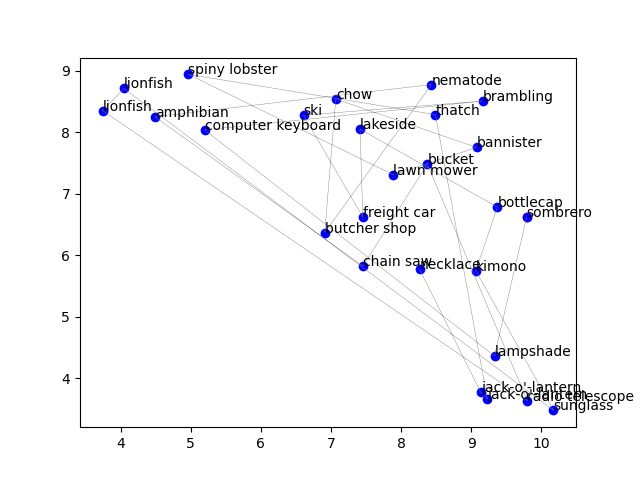 spiny lobster
lionfish
nematode
chow
brambling
lionfish
amphibian
ski
thatch
computer keyboard
lakeside
bannister
bucket
lawn mower
bottlecap
freight car
sombrero
butcher shop
chain saw
necklace
kimono
lampshade
jack-o'-lantern
jack-o'-lantern
radio telescope
sunglass
9
8
7
6
5
4
4 5 6 7 8 9 10